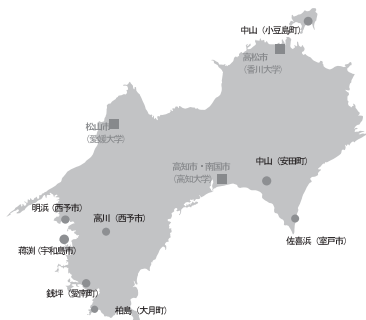 中山（小豆島町）
高松市
（香川大学）
松山市
（愛媛大学）
高知市・南国市
（高知大学）
中山（安田町）
明浜（西予市）
高川（西予市）
蒋渕（宇和島市）
佐喜浜（室戸市）
銭坪（愛南町）
柏島（大月町）